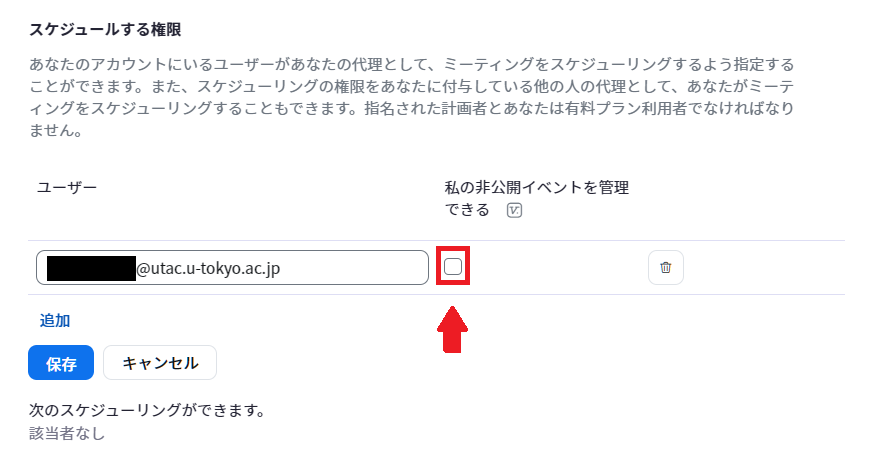 スケジュールする権限
あなたのアカウントにいるユーザーがあなたの代理として、ミーティングをスケジューリングするよう指定する
ことができます。また、スケジューリングの権限をあなたに付与している他の人の代理として、あなたがミーテ
ィングをスケジューリングすることもできます。指名された計画者とあなたは有料プラン利用者でなければなり
ません。
ユーザー
私の非公開イベントを管理
できる
@utac.u-tokyo.ac.jp
追加
保存 キャンセル
次のスケジューリングができます。
該当者なし